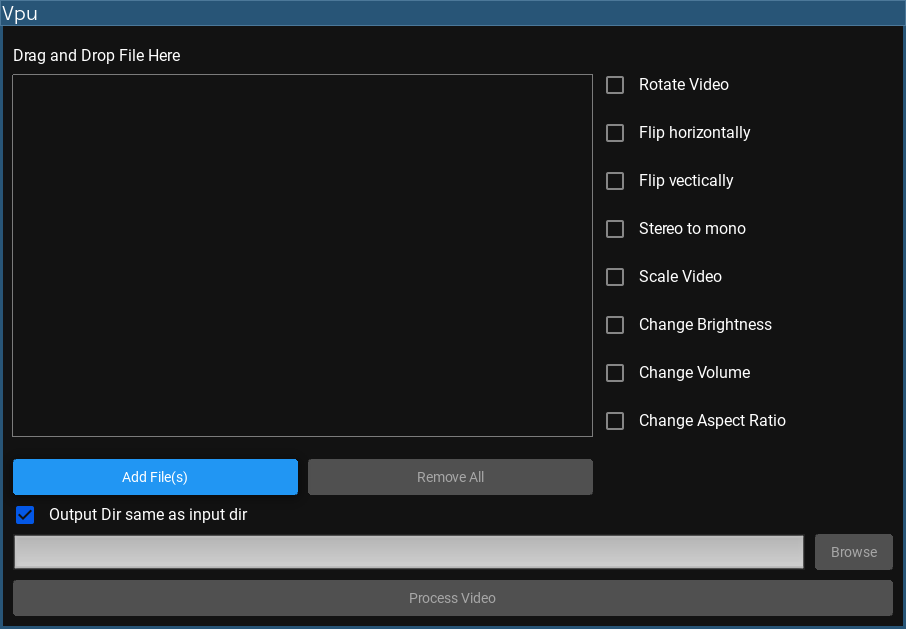 Vpu
Drag and Drop File Here
Rotate Video
Flip horizontally
Flip vectically
Stereo to mono
Scale Video
Change Brightness
Change Volume
Change Aspect Ratio
Add File(s)
Remove All
Output Dir same as input dir
Browse
Process Video